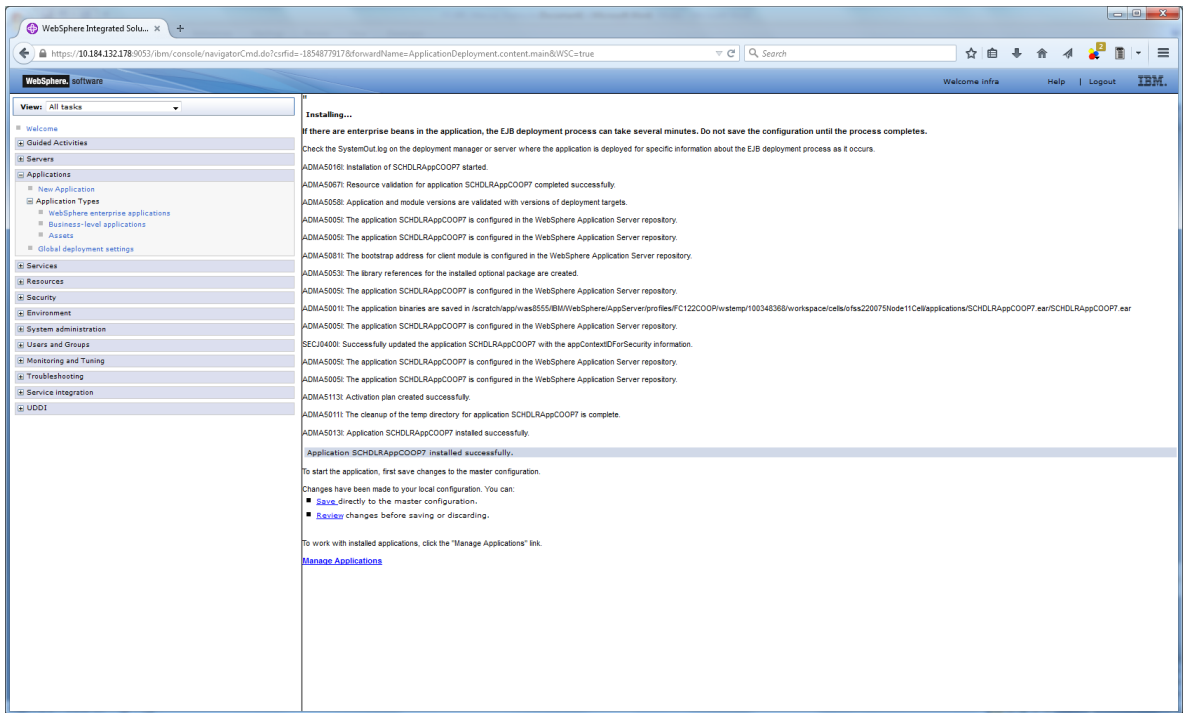 WebSphere Integrated Solu... × +
https://10.184.132.178:9053/ibm/console/navigatorCmd.do?csrfid=-1854877917&forwardName=ApplicationDeployment.content.main&WSC=true Search 2
WebSphere. software Welcome infra Help | Logout IBM.
View: All tasks
Welcome
Guided Activities
Servers
Applications
New Application
Application Types
WebSphere enterprise applications
Business-level applications
Assets
Global deployment settings
Services
Resources
Security
Environment
System administration
Users and Groups
Monitoring and Tuning
Troubleshooting
Service integration
UDDI
Installing...
If there are enterprise beans in the application, the EJB deployment process can take several minutes. Do not save the configuration until the process completes.
Check the SystemOut.log on the deployment manager or server where the application is deployed for specific information about the EJB deployment process as it occurs.
ADMA5016I: Installation of SCHDLRAppCOOP7 started.
ADMA5067I: Resource validation for application SCHDLRAppCOOP7 completed successfully.
ADMA5058I: Application and module versions are validated with versions of deployment targets.
ADMA5005I: The application SCHDLRAppCOOP7 is configured in the WebSphere Application Server repository.
ADMA5005I: The application SCHDLRAppCOOP7 is configured in the WebSphere Application Server repository.
ADMA5081I: The bootstrap address for client module is configured in the WebSphere Application Server repository.
ADMA5053I: The library references for the installed optional package are created.
ADMA5005I: The application SCHDLRAppCOOP7 is configured in the WebSphere Application Server repository.
ADMA5001I: The application binaries are saved in /scratch/app/was8555/IBM/WebSphere/AppServer/profiles/FC122COOP/wstemp/100348368/workspace/cells/ofss220075Node11Cell/applications/SCHDLRAppCOOP7.ear/SCHDLRAppCOOP7.ear
ADMA5005I: The application SCHDLRAppCOOP7 is configured in the WebSphere Application Server repository.
SECJ0400I: Successfully updated the application SCHDLRAppCOOP7 with the appContextIDForSecurity information.
ADMA5005I: The application SCHDLRAppCOOP7 is configured in the WebSphere Application Server repository.
ADMA5005I: The application SCHDLRAppCOOP7 is configured in the WebSphere Application Server repository.
ADMA5113I: Activation plan created successfully.
ADMA5011I: The cleanup of the temp directory for application SCHDLRAppCOOP7 is complete.
ADMA5013I: Application SCHDLRAppCOOP7 installed successfully.
Application SCHDLRAppCOOP7 installed successfully.
To start the application, first save changes to the master configuration.
Changes have been made to your local configuration. You can:
Save directly to the master configuration.
Review changes before saving or discarding.
To work with installed applications, click the "Manage Applications" link.
Manage Applications